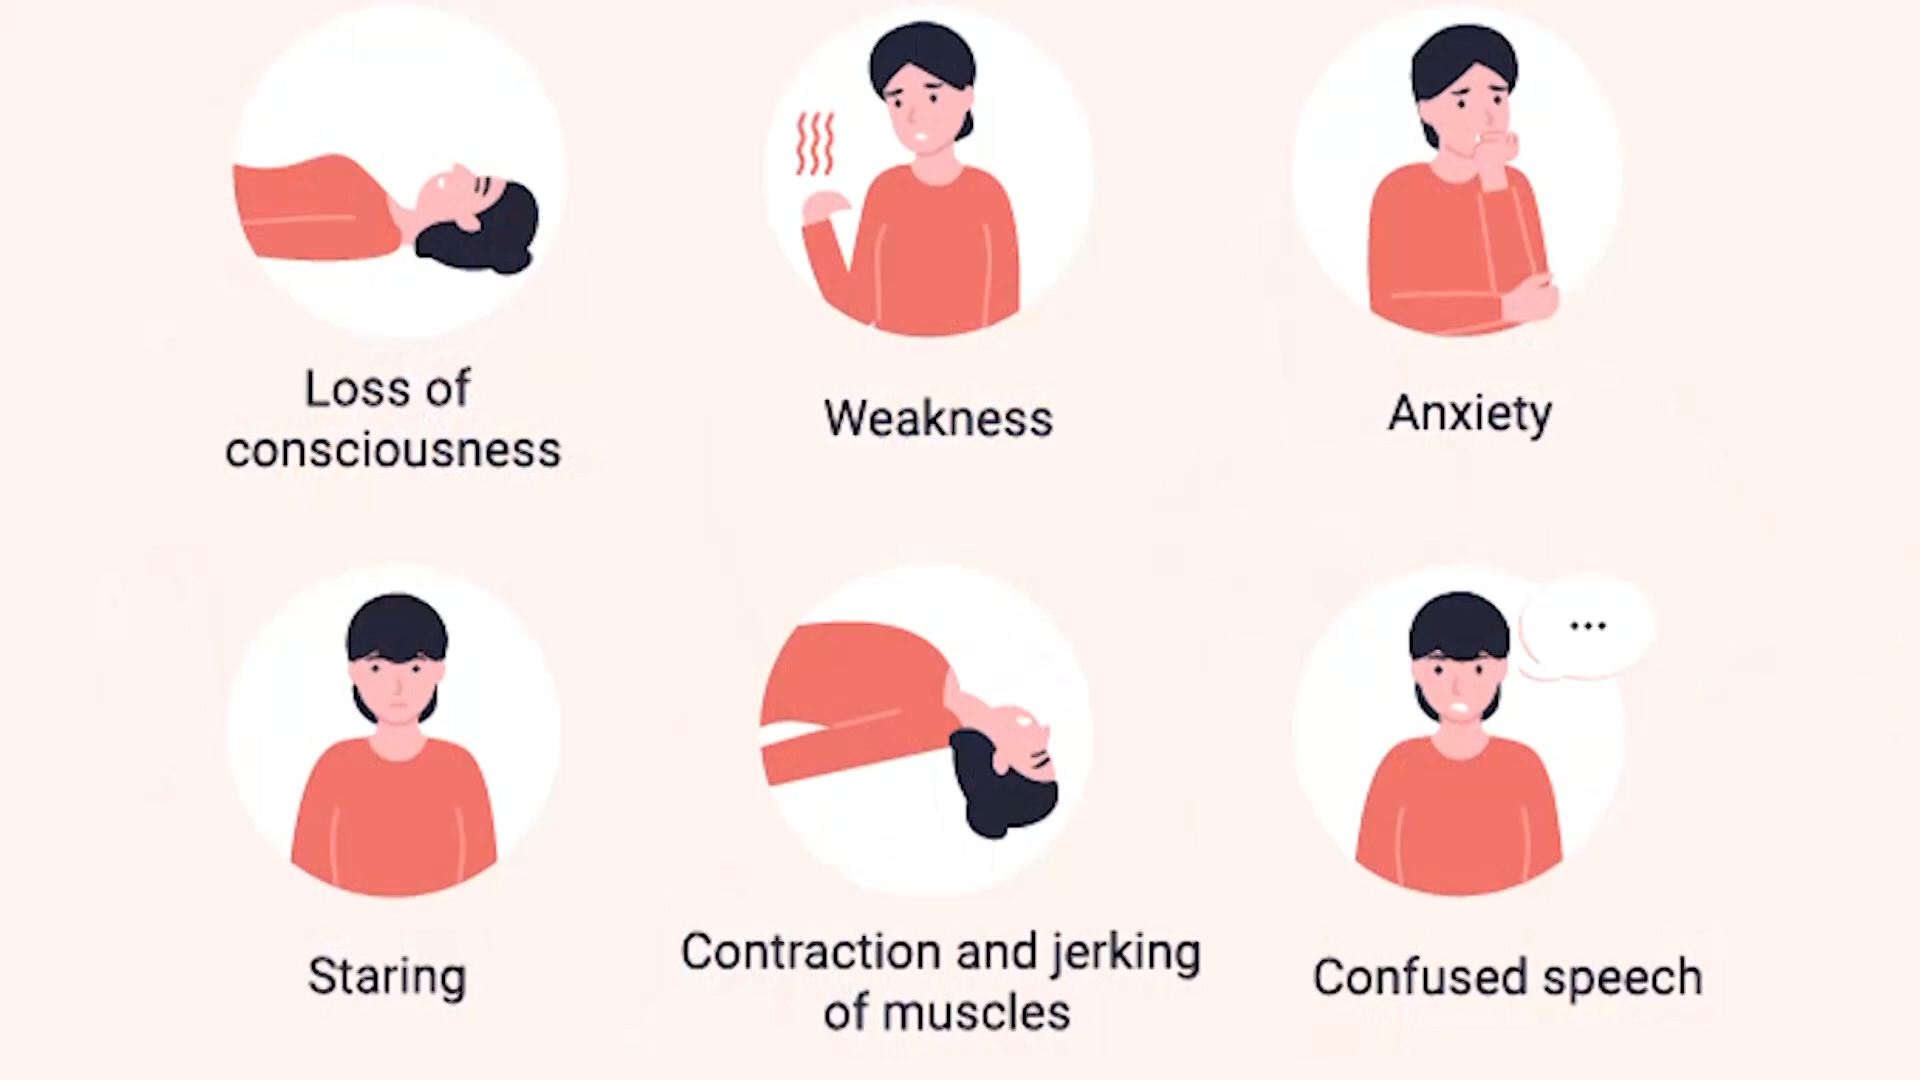 Loss of
consciousness
Weakness
Anxiety
...
Staring
Contraction and jerking
of muscles
Confused speech